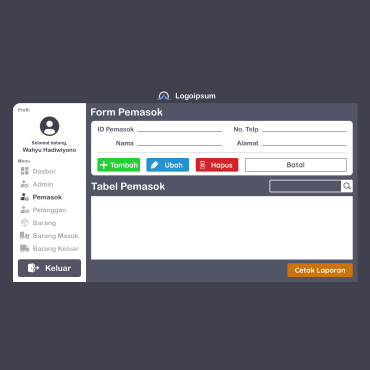 Logoipsum
Profil
Selamat datang,
Wahyu Hadiwiyono
Menu
Dasbor
Admin
Pemasok
Pelanggan
Barang
Barang Masuk
Barang Keluar
Keluar
Form Pemasok
ID Pemasok
No. Telp
Nama
Alamat
Tambah
Ubah
Hapus
Batal
Tabel Pemasok
Cetak Laporan